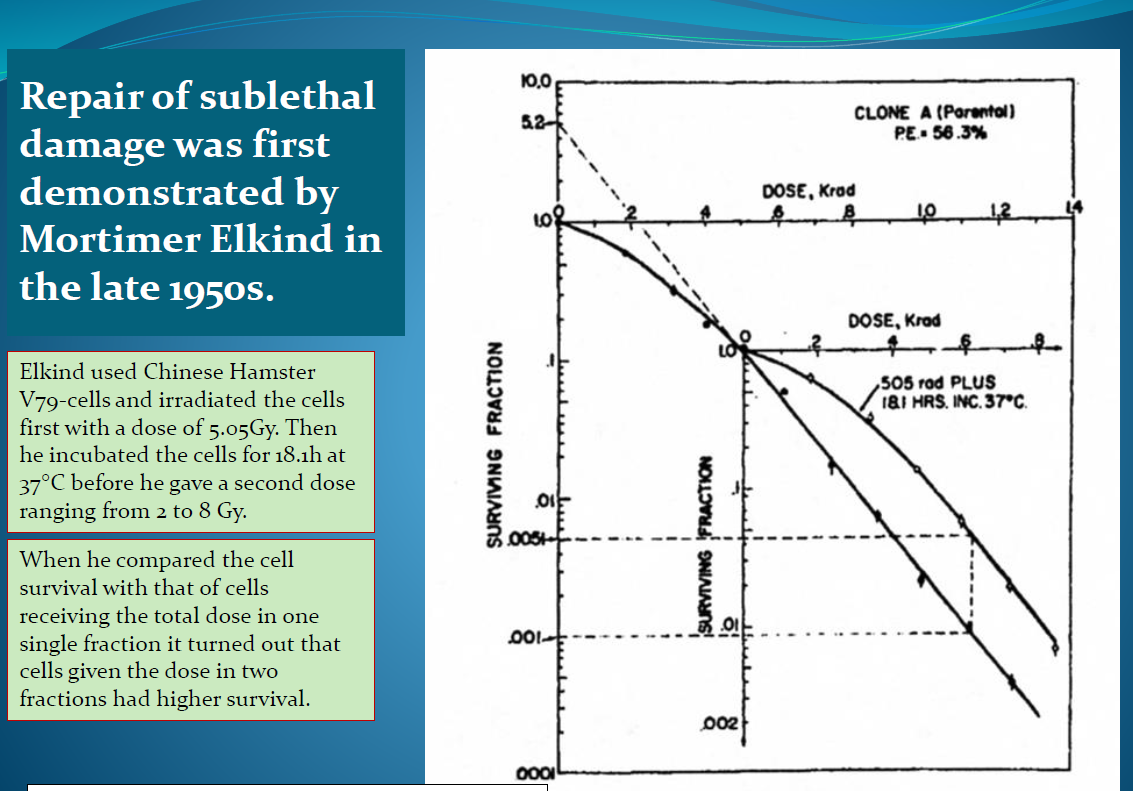 Repair of sublethal
damage was first
demonstrated by
Mortimer Elkind in
the late 1950s.
Elkind used Chinese Hamster
V79-cells and irradiated the cells
first with a dose of 5.05Gy. Then
he incubated the cells for 18.1h at
37°C before he gave a second dose
ranging from 2 to 8 Gy.
When he compared the cell
survival with that of cells
receiving the total dose in one
single fraction it turned out that
cells given the dose in two
fractions had higher survival.
10.0
5.2
CLONE A (Parental)
P.E.= 56.3%
DOSE, Krad
1.0 0 .2 .4 .6 .8 1.0 1.2 1.4
DOSE, Krad
1.0 0 .2 .4 .6 .8
505 rad PLUS
18.1 HRS. INC. 37°C.
SURVIVING FRACTION
.1
.01
.0051
.001
.0001
SURVIVING FRACTION
.1
.01
.002